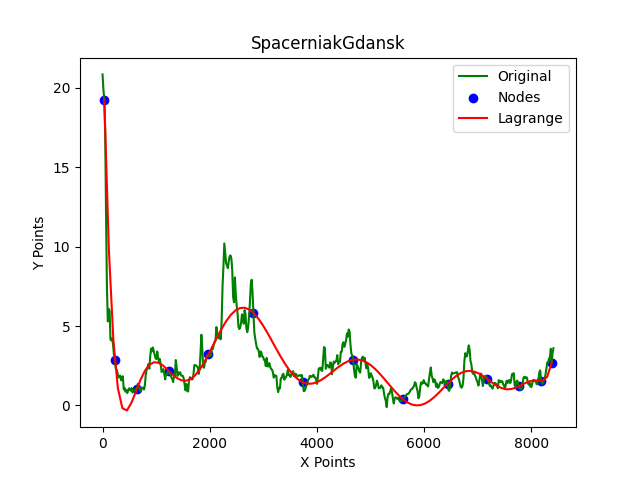 SpacerniakGdansk
Original
Nodes
Lagrange
20
15
10
5
0
Y Points
0 2000 4000 6000 8000
X Points